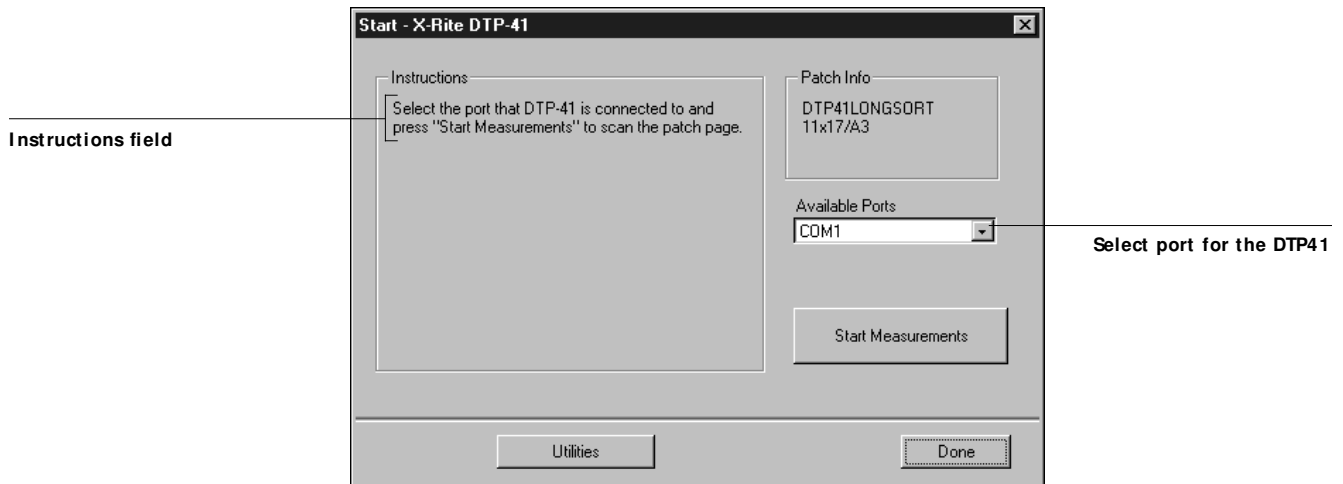 Start - X-Rite DTP-41
Instructions
Select the port that DTP-41 is connected to and
press "Start Measurements" to scan the patch page.
Patch Info
DTP41LONGSORT
11x17/A3
Instructions field
Available Ports
COM1
Select port for the DTP41
Start Measurements
Utilities
Done